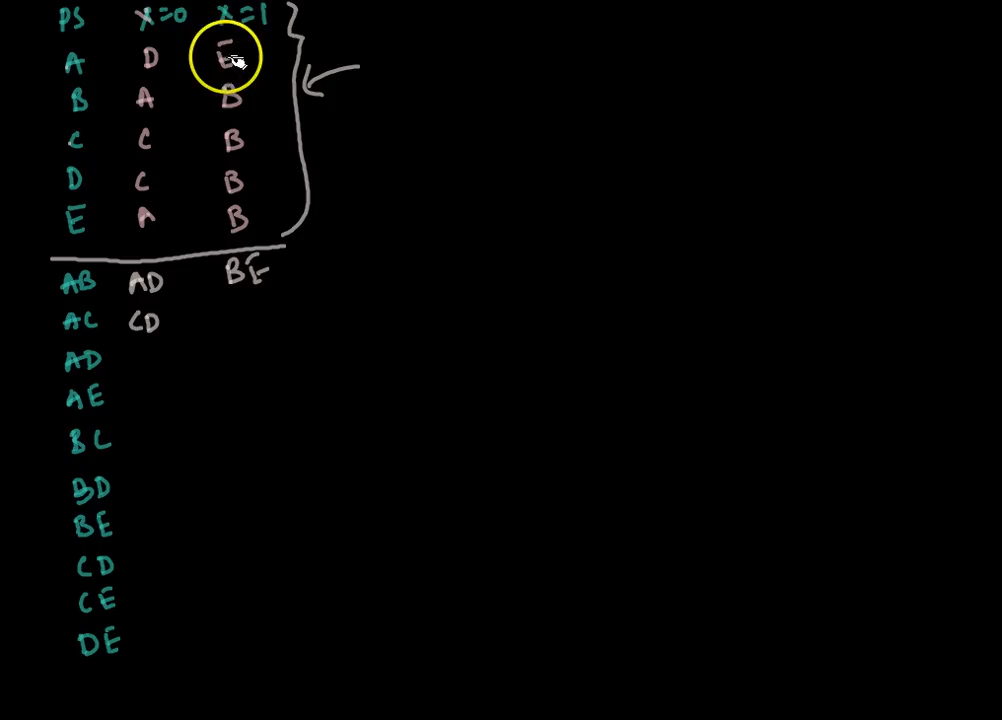 PS X=0 X=1
A D E
B A B
C C B
D C B
E A B
AB AD BE
AC CD
AD
AE
BC
BD
BE
CD
CE
DE